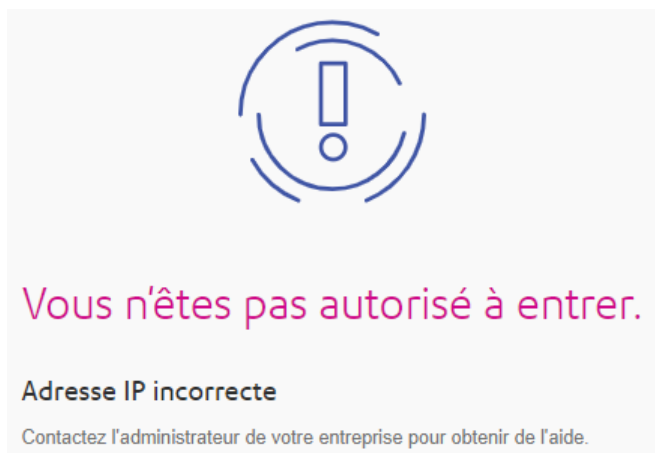 Vous n'êtes pas autorisé à entrer.
Adresse IP incorrecte
Contactez l'administrateur de votre entreprise pour obtenir de l'aide.